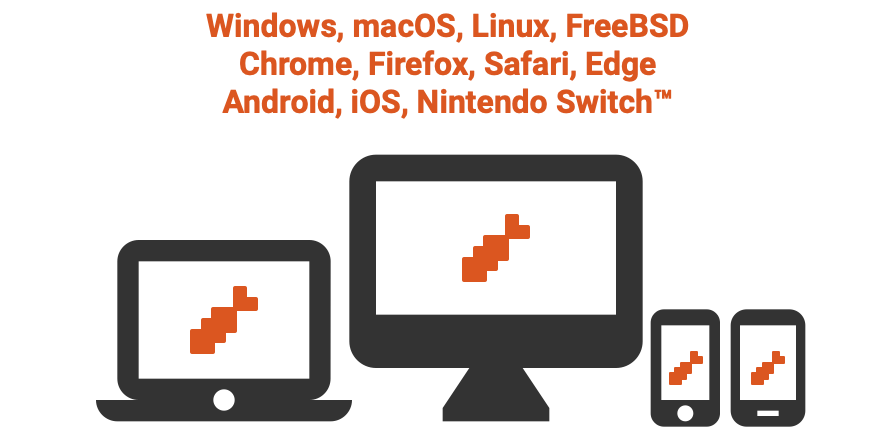 Windows, macOS, Linux, FreeBSD
Chrome, Firefox, Safari, Edge
Android, iOS, Nintendo Switch™